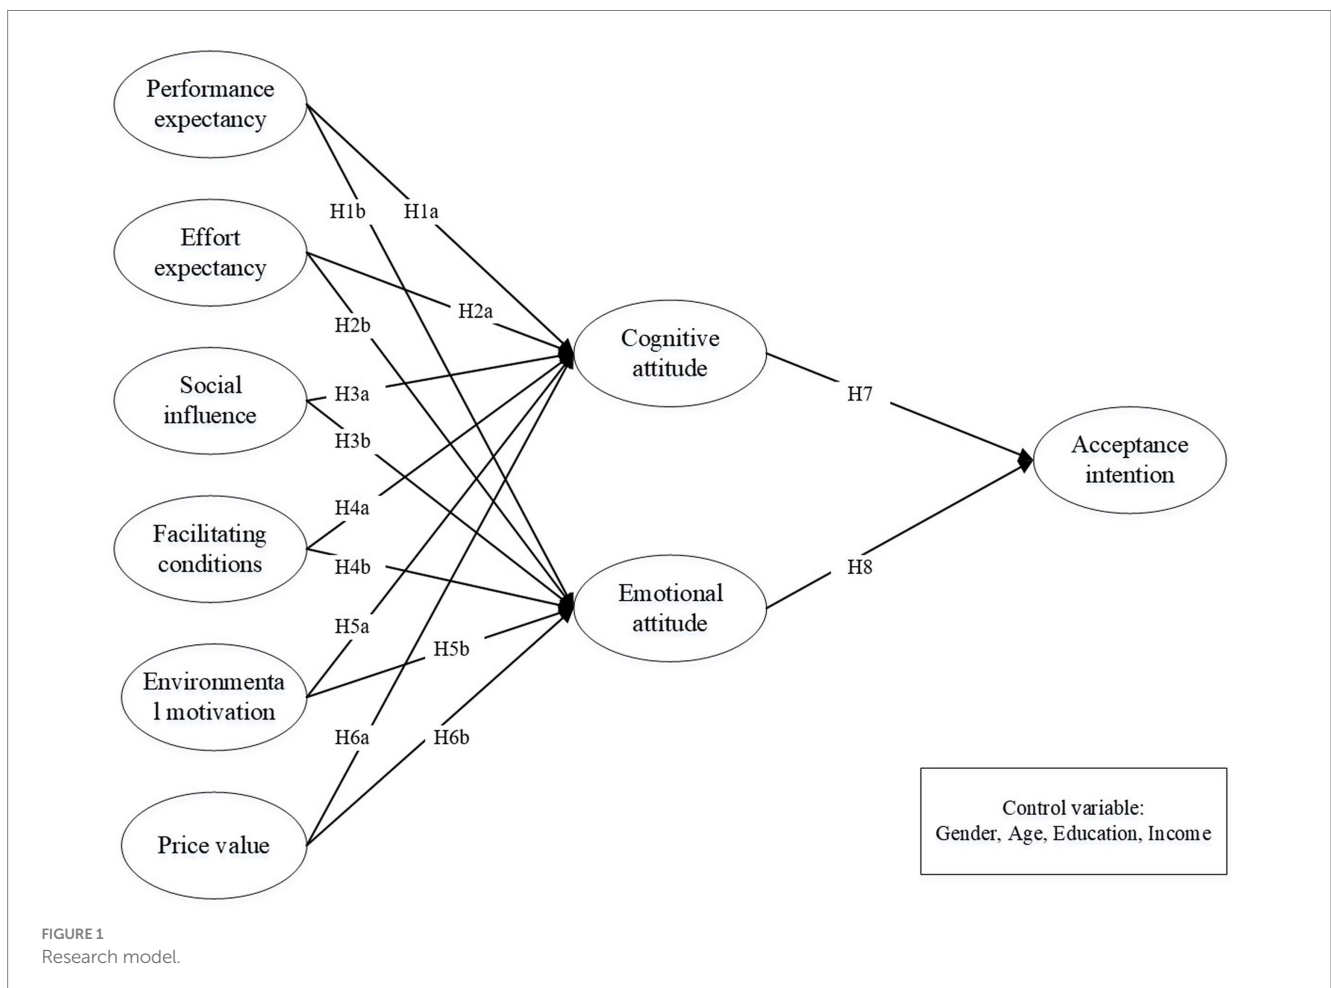 Performance
expectancy
H1b
H1a
Effort
expectancy
H2a
H2b
Cognitive
attitude
Social
influence
H3a
H7
H3b
Acceptance
intention
H4a
Facilitating
conditions
H4b
H8
Emotional
attitude
H5a
H5b
Environmenta
l motivation
H6a
H6b
Price value
Control variable:
Gender, Age, Education, Income
FIGURE 1
Research model.